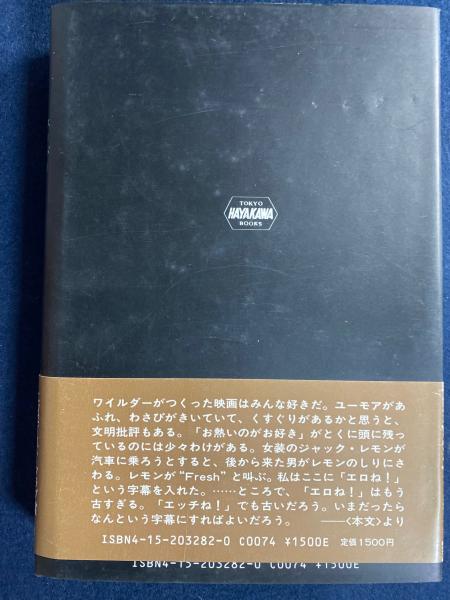 TOKYO
HAYAKAWA
BOOKS
ワイルダーがつくった映画はみんな好きだ。ユーモアがあ
ふれ、わさびがきいていて、くすぐりがあるかと思うと、
文明批評もある。「お熱いのがお好き」がとくに頭に残っ
ているのには少々わけがある。女装のジャック・レモンが
汽車に乗ろうとすると、後から来た男がレモンのしりにさ
わる。レモンが“Fresh”と叫ぶ。私はここに「エロね!」
という字幕を入れた。……ところで、「エロね!」はもう
古すぎる。「エッチね!」でも古いだろう。いまだったら
なんという字幕にすればよいだろう。 ——〈本文〉より
ISBN4-15-203282-0 C0074 ¥1500E 定価1500円
ISBN4-15-203282-0 C0074 ¥1500E